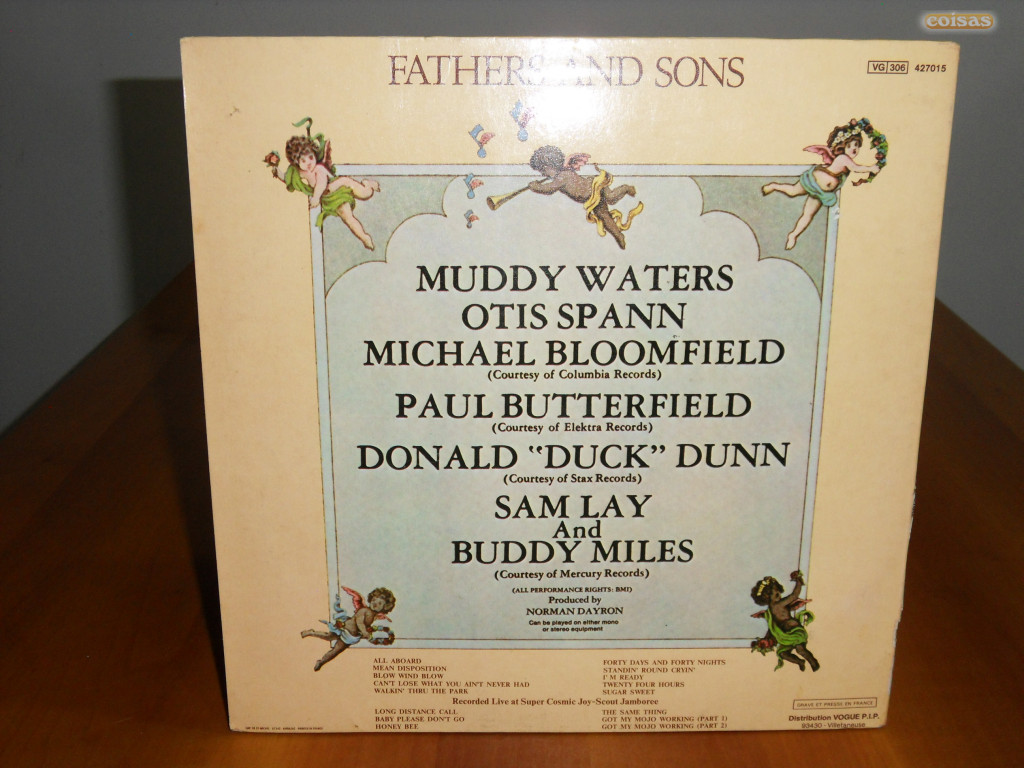 coisas
FATHERS AND SONS
VG 306 427015
MUDDY WATERS
OTIS SPANN
MICHAEL BLOOMFIELD
(Courtesy of Columbia Records)
PAUL BUTTERFIELD
(Courtesy of Elektra Records)
DONALD "DUCK" DUNN
(Courtesy of Stax Records)
SAM LAY
And
BUDDY MILES
(Courtesy of Mercury Records)
(ALL PERFORMANCE RIGHTS: BMI)
Produced by
NORMAN DAYRON
Can be played on either mono
or stereo equipment
ALL ABOARD
MEAN DISPOSITION
BLOW WIND BLOW
CAN'T LOSE WHAT YOU AIN'T NEVER HAD
WALKIN' THRU THE PARK
FORTY DAYS AND FORTY NIGHTS
STANDIN' ROUND CRYIN'
I'M READY
TWENTY FOUR HOURS
SUGAR SWEET
Recorded Live at Super Cosmic Joy-Scout Jamboree
LONG DISTANCE CALL
BABY PLEASE DON'T GO
HONEY BEE
THE SAME THING
GOT MY MOJO WORKING (PART 1)
GOT MY MOJO WORKING (PART 2)
GRAVE ET PRESSE EN FRANCE
Distribution VOGUE P.I.P.
93430 - Villetaneuse